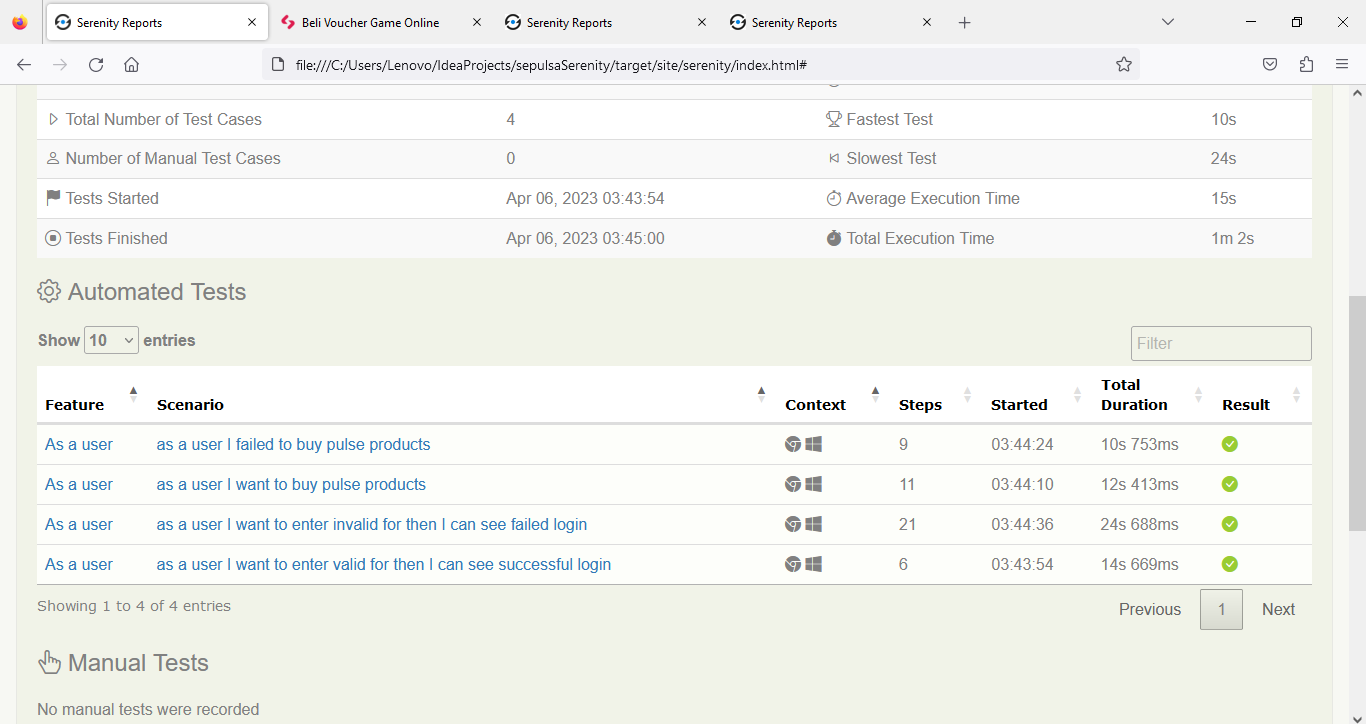 Serenity Reports
Beli Voucher Game Online
Serenity Reports
Serenity Reports
file:///C:/Users/Lenovo/IdeaProjects/sepulsaSerenity/target/site/serenity/index.html#
Total Number of Test Cases 4 Fastest Test 10s
Number of Manual Test Cases 0 Slowest Test 24s
Tests Started Apr 06, 2023 03:43:54 Average Execution Time 15s
Tests Finished Apr 06, 2023 03:45:00 Total Execution Time 1m 2s
Automated Tests
Show 10 entries Filter
Feature Scenario Context Steps Started Total Duration Result
As a user as a user I failed to buy pulse products 9 03:44:24 10s 753ms
As a user as a user I want to buy pulse products 11 03:44:10 12s 413ms
As a user as a user I want to enter invalid for then I can see failed login 21 03:44:36 24s 688ms
As a user as a user I want to enter valid for then I can see successful login 6 03:43:54 14s 669ms
Showing 1 to 4 of 4 entries Previous 1 Next
Manual Tests
No manual tests were recorded